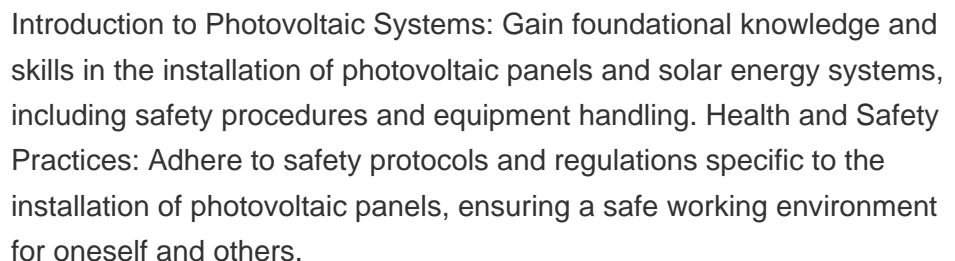 Introduction to Photovoltaic Systems: Gain foundational knowledge and
skills in the installation of photovoltaic panels and solar energy systems,
including safety procedures and equipment handling. Health and Safety
Practices: Adhere to safety protocols and regulations specific to the
installation of photovoltaic panels, ensuring a safe working environment
for oneself and others.